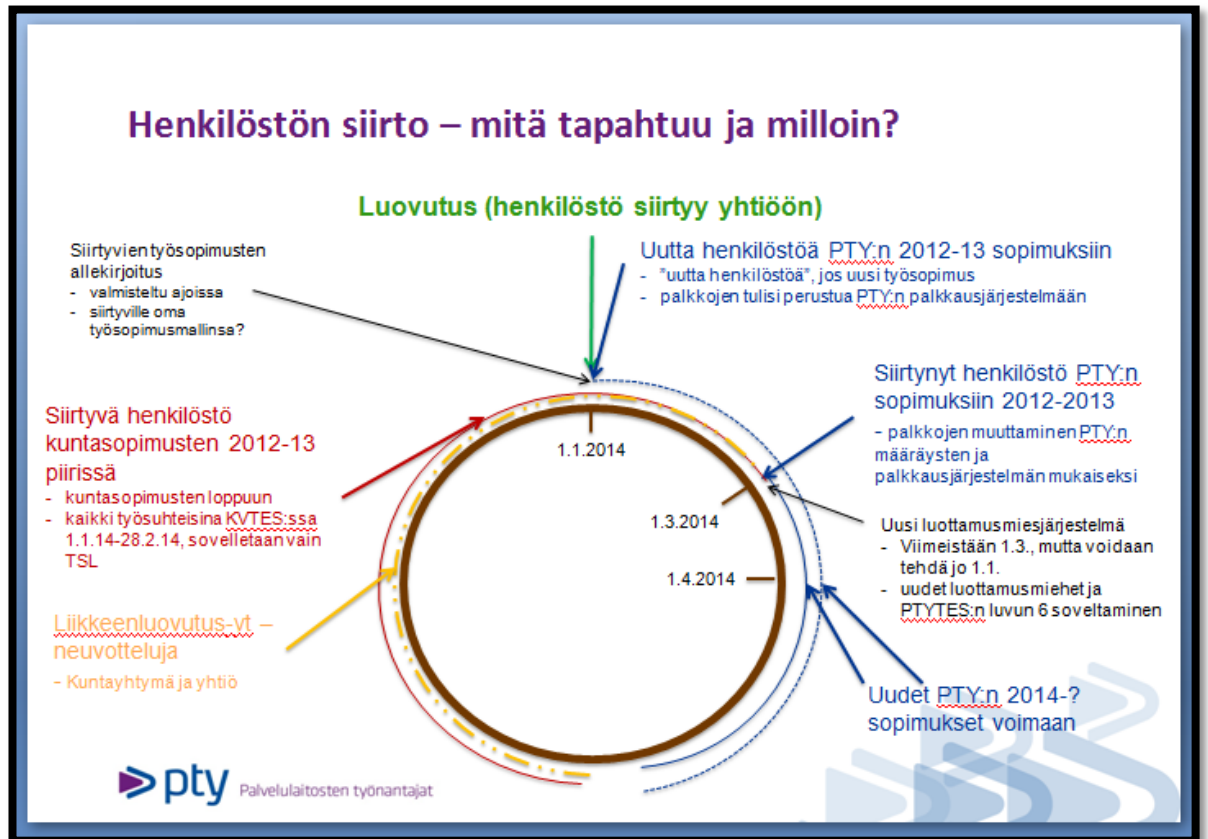 Henkilöstön siirto – mitä tapahtuu ja milloin?
Luovutus (henkilöstö siirtyy yhtiöön)
Siirtyvien työsopimusten
allekirjoitus
- valmisteltu ajoissa
- siirtyville oma
työsopimusmallinsa?
Uutta henkilöstöä PTY:n 2012-13 sopimuksiin
- "uutta henkilöstöä", jos uusi työsopimus
- palkkojen tulisi perustua PTY:n palkkausjärjestelmään
Siirtyvä henkilöstö
kuntasopimusten 2012-13
piirissä
- kuntasopimusten loppuun
- kaikki työsuhteisina KVTES:ssa
1.1.14-28.2.14, sovelletaan vain
TSL
Siirtynyt henkilöstö PTY:n
sopimuksiin 2012-2013
- palkkojen muuttaminen PTY:n
määräysten ja
palkkausjärjestelmän mukaiseksi
1.1.2014
1.3.2014
1.4.2014
Uusi luottamusmiesjärjestelmä
- Viimeistään 1.3., mutta voidaan
tehdä jo 1.1.
- uudet luottamusmiehet ja
PTYTES:n luvun 6 soveltaminen
Liikkeenluovutus-yt –
neuvotteluja
- Kuntayhtymä ja yhtiö
Uudet PTY:n 2014-?
sopimukset voimaan
pty Palvelulaitosten työnantajat